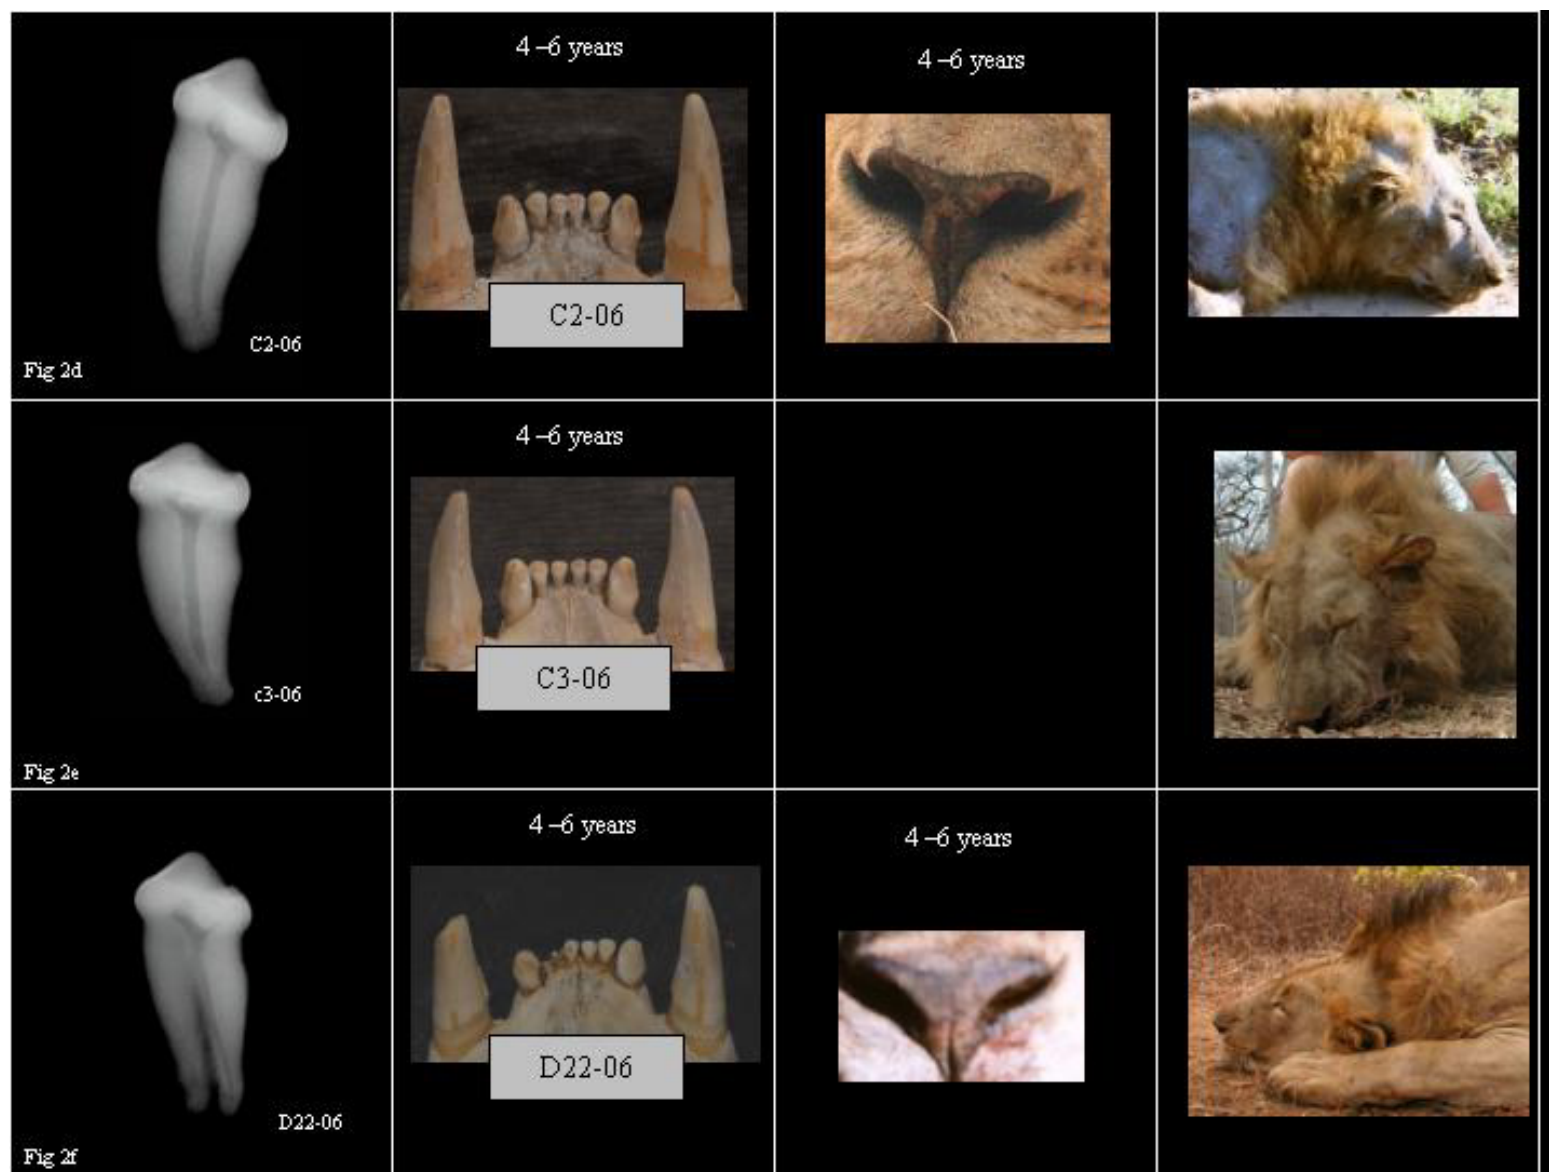 4 –6 years
4 –6 years
C2-06
C2-06
Fig 2d
4 –6 years
C3-06
c3-06
Fig 2e
4 –6 years
4 –6 years
D22-06
D22-06
Fig 2f